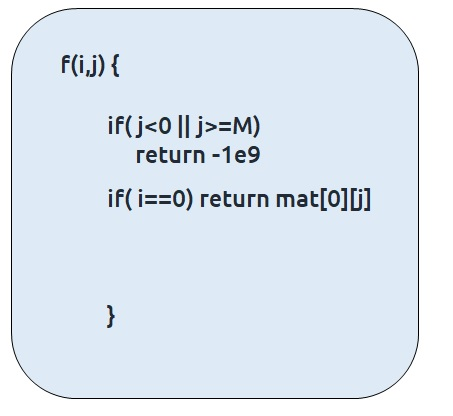 f(i,j) {
if( j<0 || j>=M)
return -1e9
if( i==0) return mat[0][j]
}